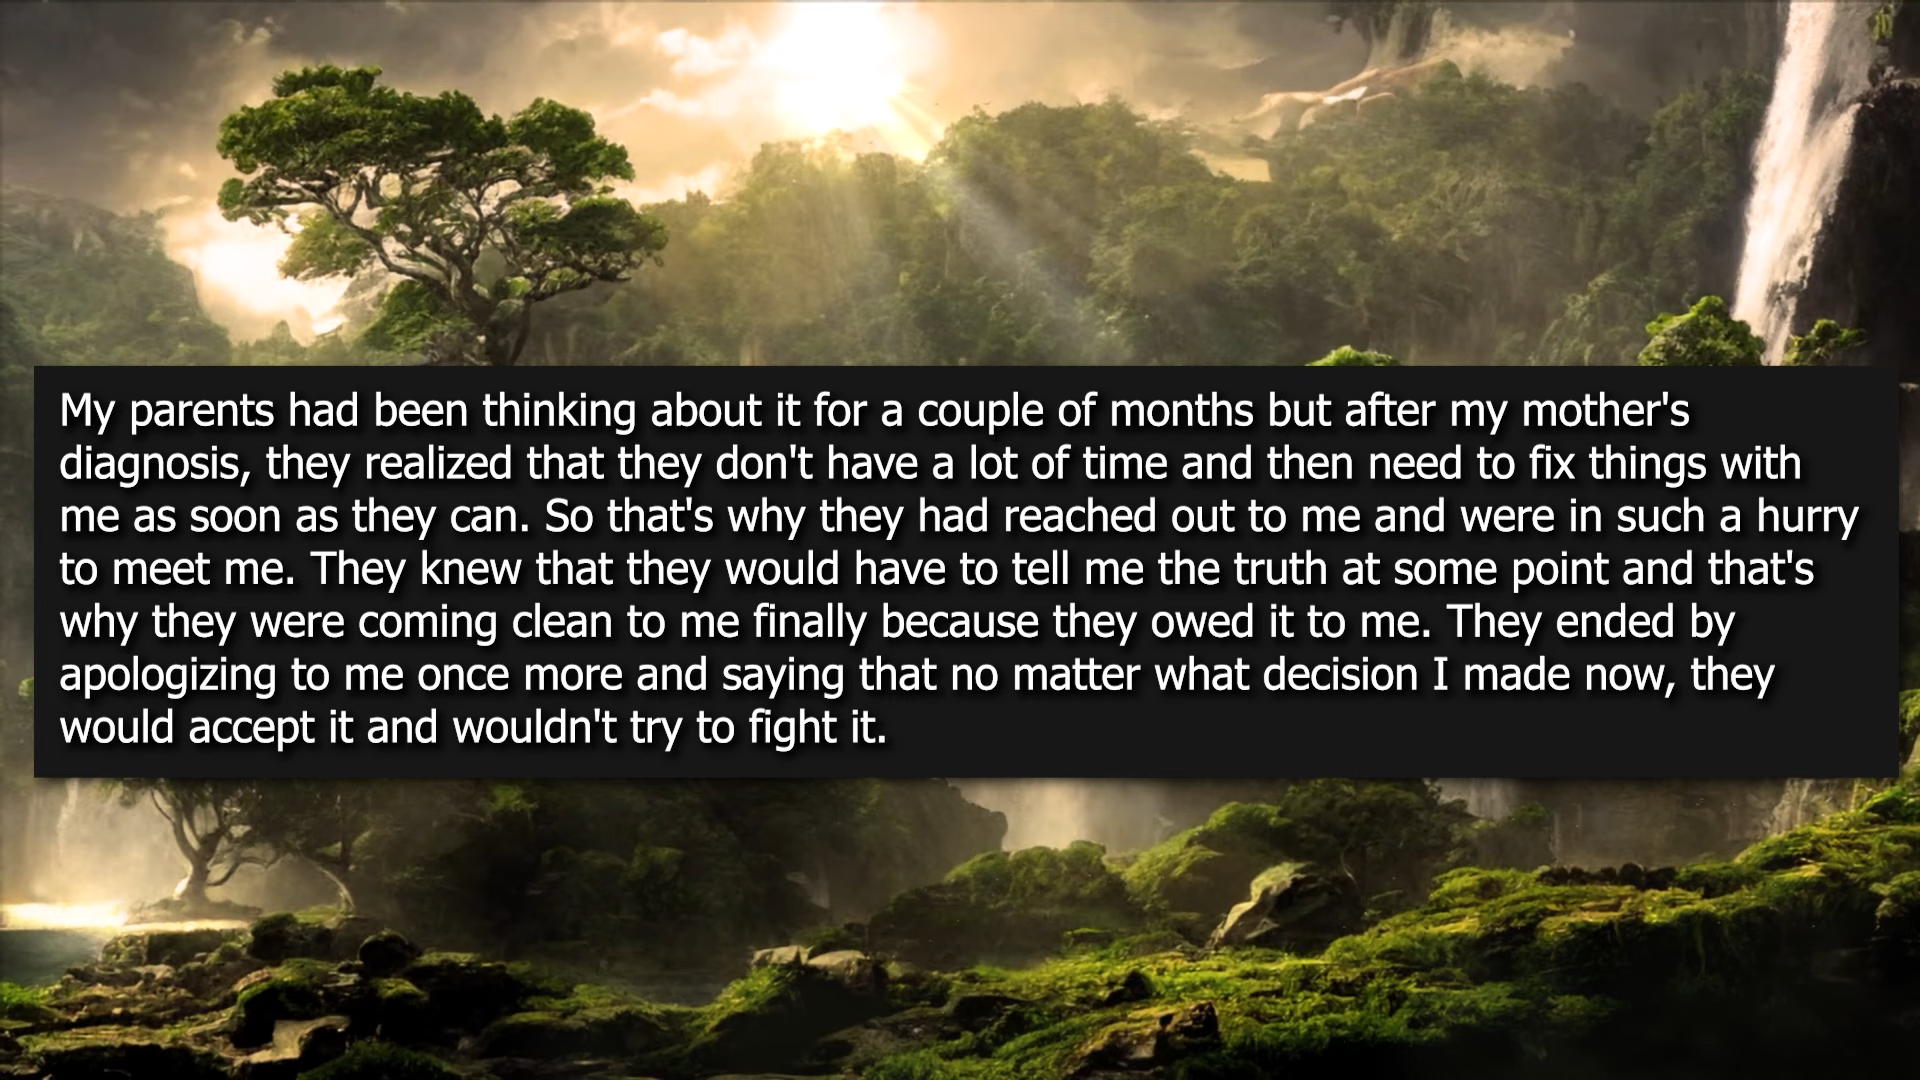 My parents had been thinking about it for a couple of months but after my mother's
diagnosis, they realized that they don't have a lot of time and then need to fix things with
me as soon as they can. So that's why they had reached out to me and were in such a hurry
to meet me. They knew that they would have to tell me the truth at some point and that's
why they were coming clean to me finally because they owed it to me. They ended by
apologizing to me once more and saying that no matter what decision I made now, they
would accept it and wouldn't try to fight it.